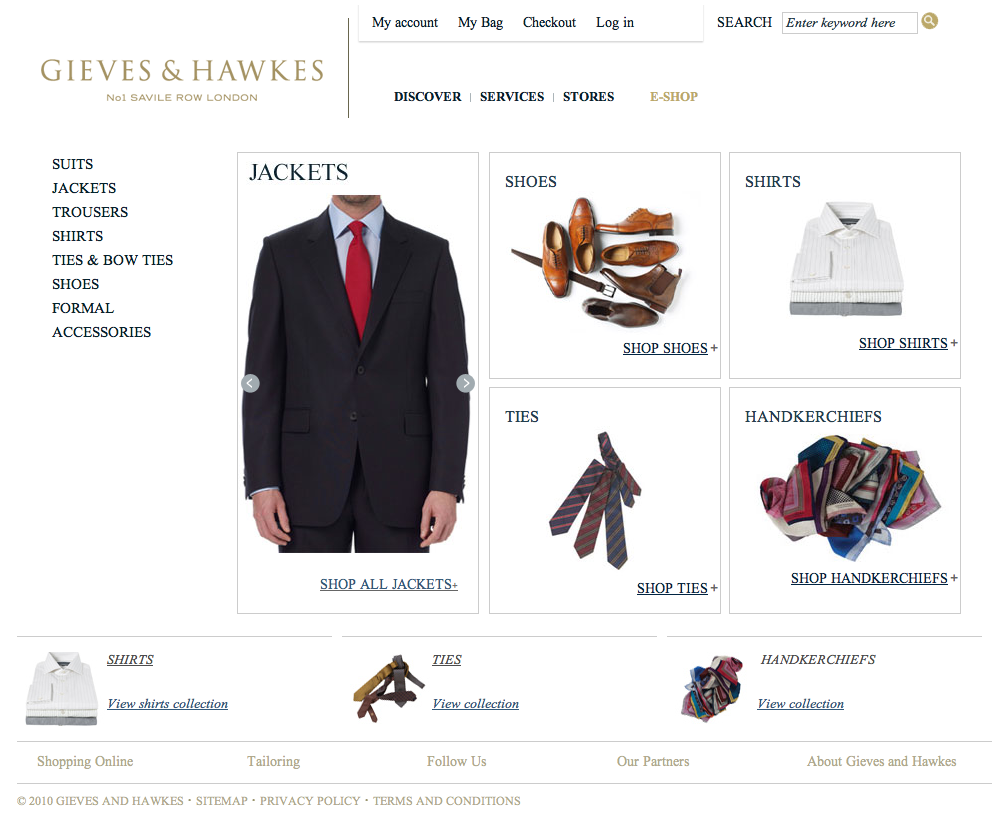 My account My Bag Checkout Log in SEARCH Enter keyword here
GIEVES & HAWKES
No1 SAVILE ROW LONDON
DISCOVER | SERVICES | STORES E-SHOP
SUITS
JACKETS
TROUSERS
SHIRTS
TIES & BOW TIES
SHOES
FORMAL
ACCESSORIES
JACKETS
SHOP ALL JACKETS+
SHOES
SHOP SHOES +
SHIRTS
SHOP SHIRTS +
TIES
SHOP TIES +
HANDKERCHIEFS
SHOP HANDKERCHIEFS +
SHIRTS
View shirts collection
TIES
View collection
HANDKERCHIEFS
View collection
Shopping Online Tailoring Follow Us Our Partners About Gieves and Hawkes
© 2010 GIEVES AND HAWKES · SITEMAP · PRIVACY POLICY · TERMS AND CONDITIONS